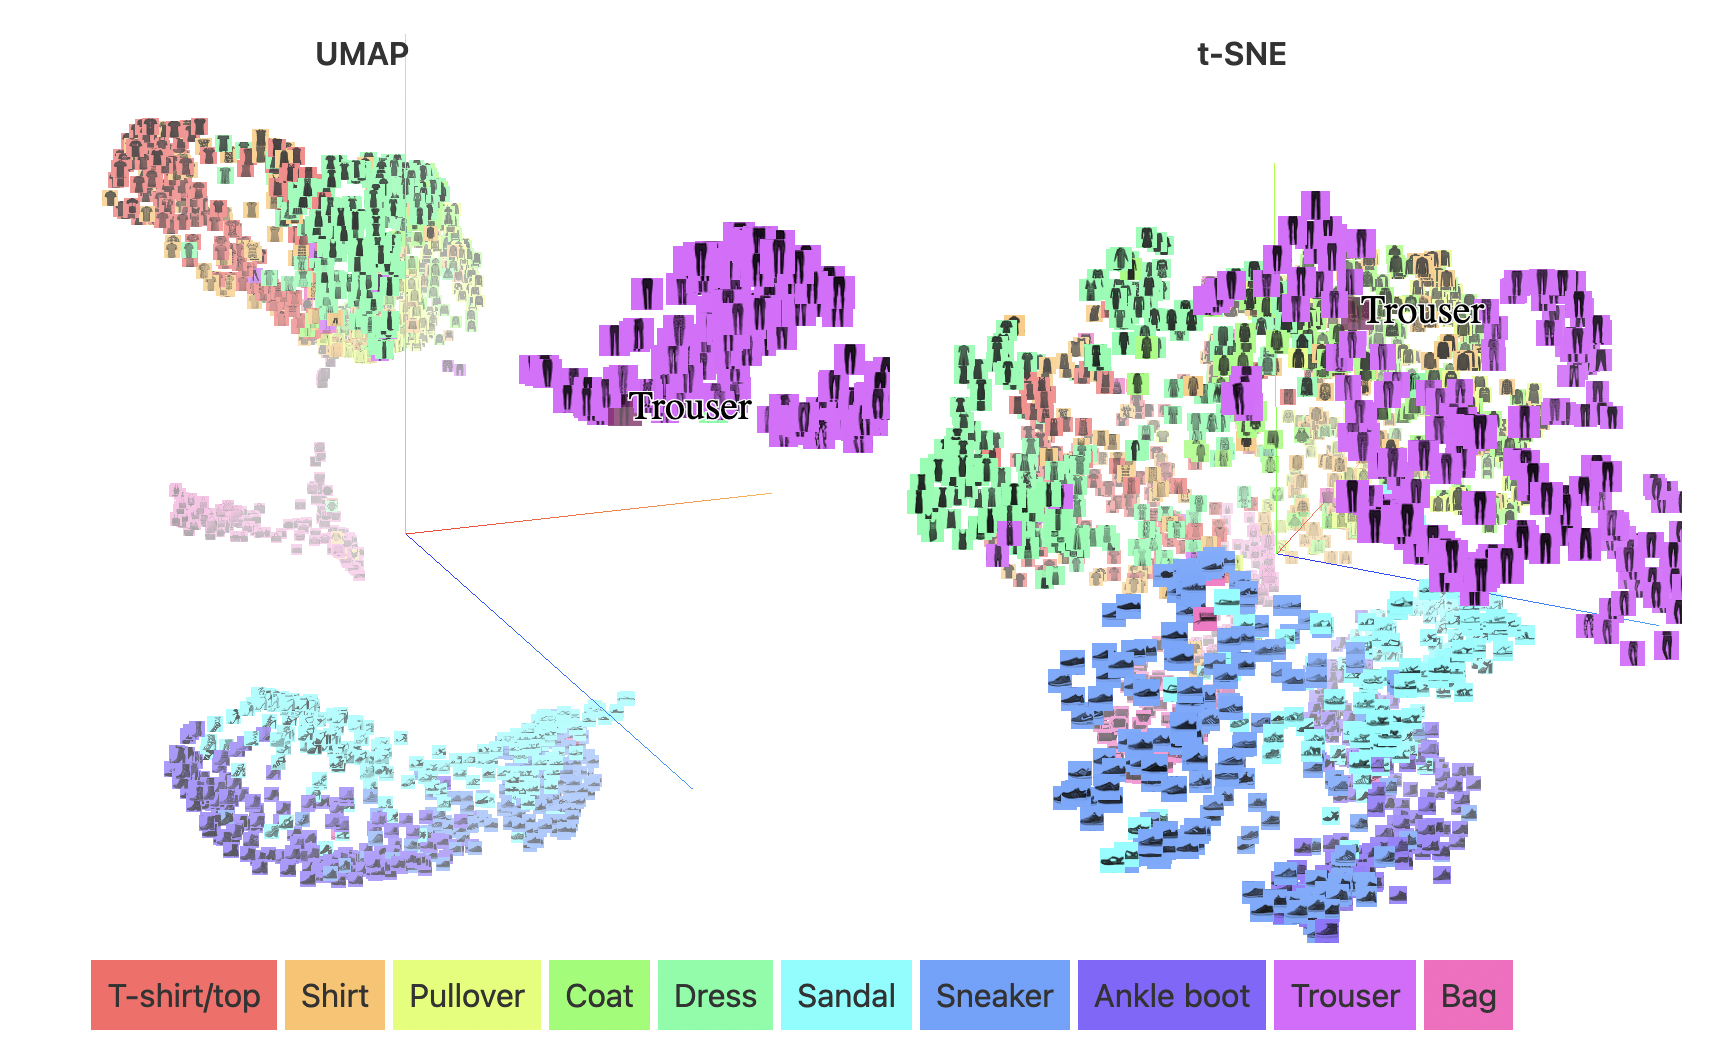 UMAP
t-SNE
Trouser
Trouser
T-shirt/top
Shirt
Pullover
Coat
Dress
Sandal
Sneaker
Ankle boot
Trouser
Bag